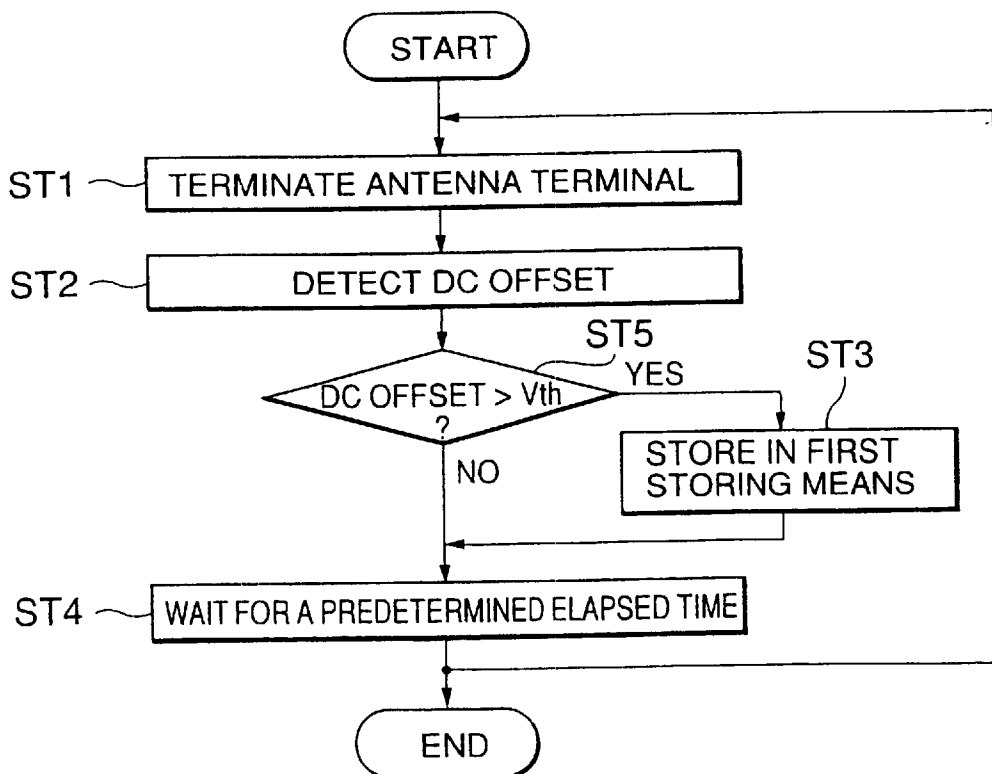 START
ST1
TERMINATE ANTENNA TERMINAL
ST2
DETECT DC OFFSET
ST5
DC OFFSET > Vth
?
YES
NO
ST3
STORE IN FIRST
STORING MEANS
ST4
WAIT FOR A PREDETERMINED ELAPSED TIME
END